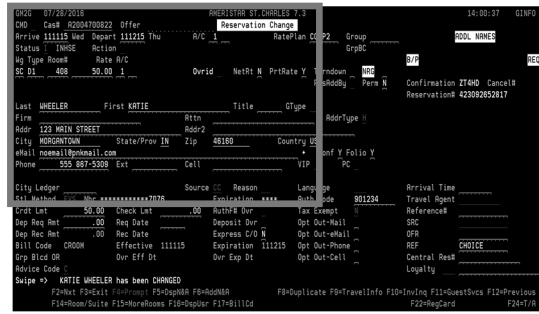 GM2G 07/28/2016 AMERISTAR ST.CHARLES 7.3 14:00:37 GINFO
CMD Cas# A2004700822 Offer Reservation Change
Arrive 111115 Wed Depart 111215 Thu A/C 1 RatePlan CO P2 Group ADDL NAMES
Status I INHSE Action GrpBC
Wg Type Room# Rate A/C B/P REQ
SC D1 408 50.00 1 Ovrid NetRt N PrtRate Y Turndown NRG
ResAddBy Perm N Confirmation ZT4HD Cancel#
Reservation# 423092652817
Last WHEELER First KATIE Title GType
Firm Attn AddrType H
Addr 123 MAIN STREET Addr2
City MORGANTOWN State/Prov IN Zip 46160 Country US
eMail noemail@pnkmail.com + Conf Y Folio Y
Phone 555 867-5309 Ext Cell VIP PC
City Ledger Source CC Reason Language Arrival Time
Stl Method EVS Nbr ************7076 Expiration **** Auth Code 901234 Travel Agent
Crdt Lmt 50.00 Check Lmt .00 AuthF# Ovr Tax Exempt N Reference#
Dep Req Amt .00 Req Date Deposit Ovr Opt Out-Mail SRC
Dep Rec Amt .00 Rec Date Express C/O N Opt Out-eMail OFR
Bill Code CROOM Effective 111115 Expiration 111215 Opt Out-Phone REF CHOICE
Grp Blcd OR Ovr Eff Dt Ovr Exp Dt Opt Out-Cell Central Res#
Advice Code C Loyalty
Swipe => KATIE WHEELER has been CHANGED
F2=Nxt F3=Exit F4=Prompt F5=DspN&A F6=AddN&A F8=Duplicate F9=TravelInfo F10=InvInq F11=GuestSvcs F12=Previous
F14=Room/Suite F15=MoreRooms F16=DspUsr F17=BillCd F22=RegCard F24=T/A